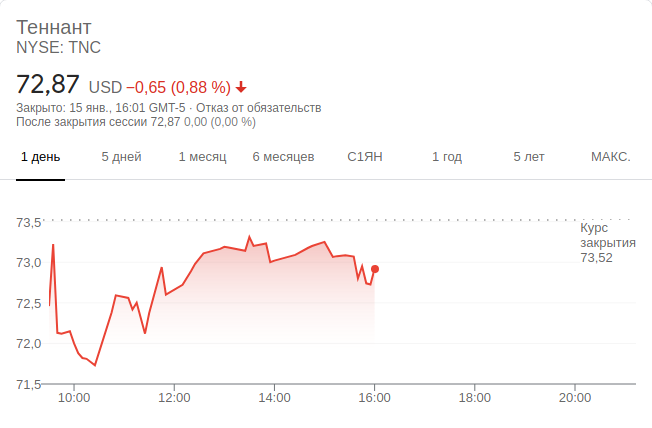 Теннант
NYSE: TNC
72,87 USD −0,65 (0,88 %)
Закрыто: 15 янв., 16:01 GMT-5 · Отказ от обязательств
После закрытия сессии 72,87 0,00 (0,00 %)
1 день 5 дней 1 месяц 6 месяцев С1ЯН 1 год 5 лет МАКС.
73,5
Курс
закрытия
73,52
73,0
72,5
72,0
71,5
10:00 12:00 14:00 16:00 18:00 20:00